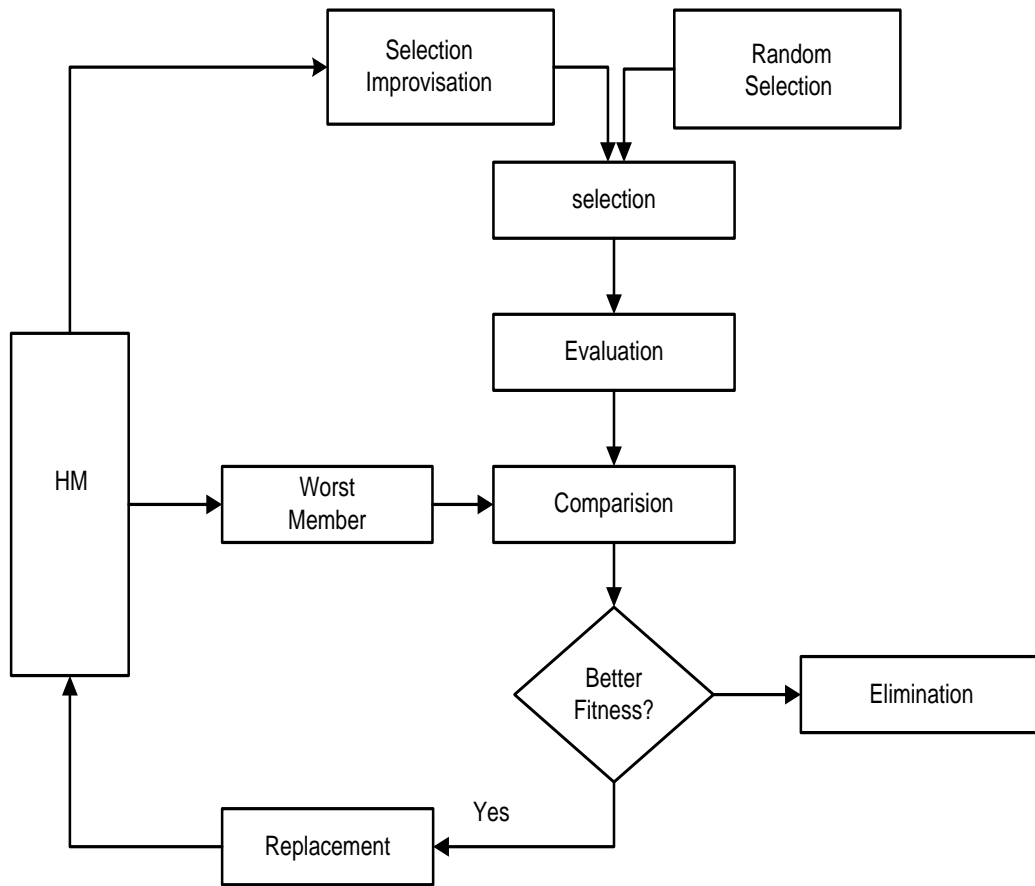 Selection
Improvisation
Random
Selection
selection
Evaluation
HM
Worst
Member
Comparision
Better
Fitness?
Elimination
Yes
Replacement